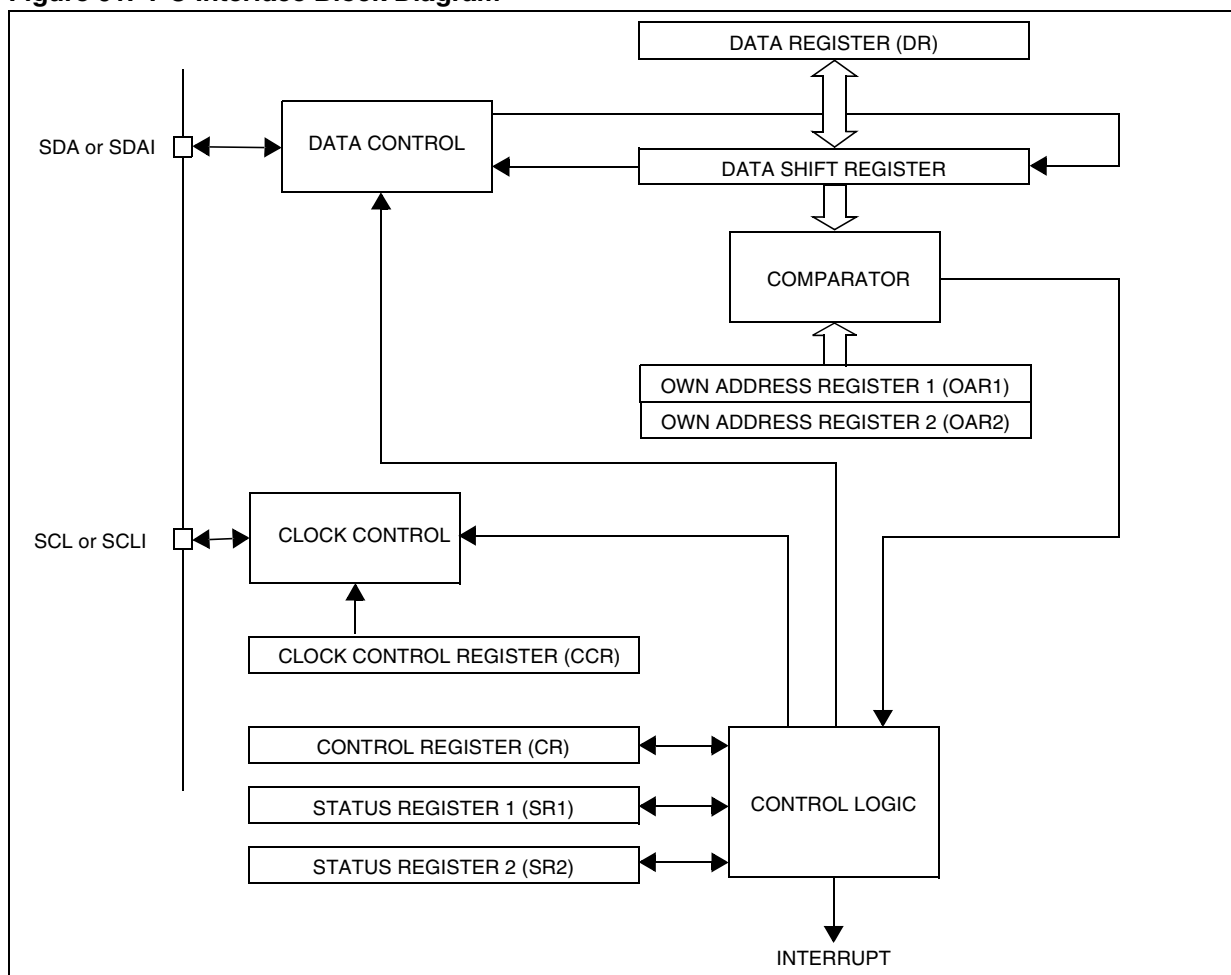 DATA REGISTER (DR)
SDA or SDAI
DATA CONTROL
DATA SHIFT REGISTER
COMPARATOR
OWN ADDRESS REGISTER 1 (OAR1)
OWN ADDRESS REGISTER 2 (OAR2)
SCL or SCLI
CLOCK CONTROL
CLOCK CONTROL REGISTER (CCR)
CONTROL REGISTER (CR)
STATUS REGISTER 1 (SR1)
CONTROL LOGIC
STATUS REGISTER 2 (SR2)
INTERRUPT